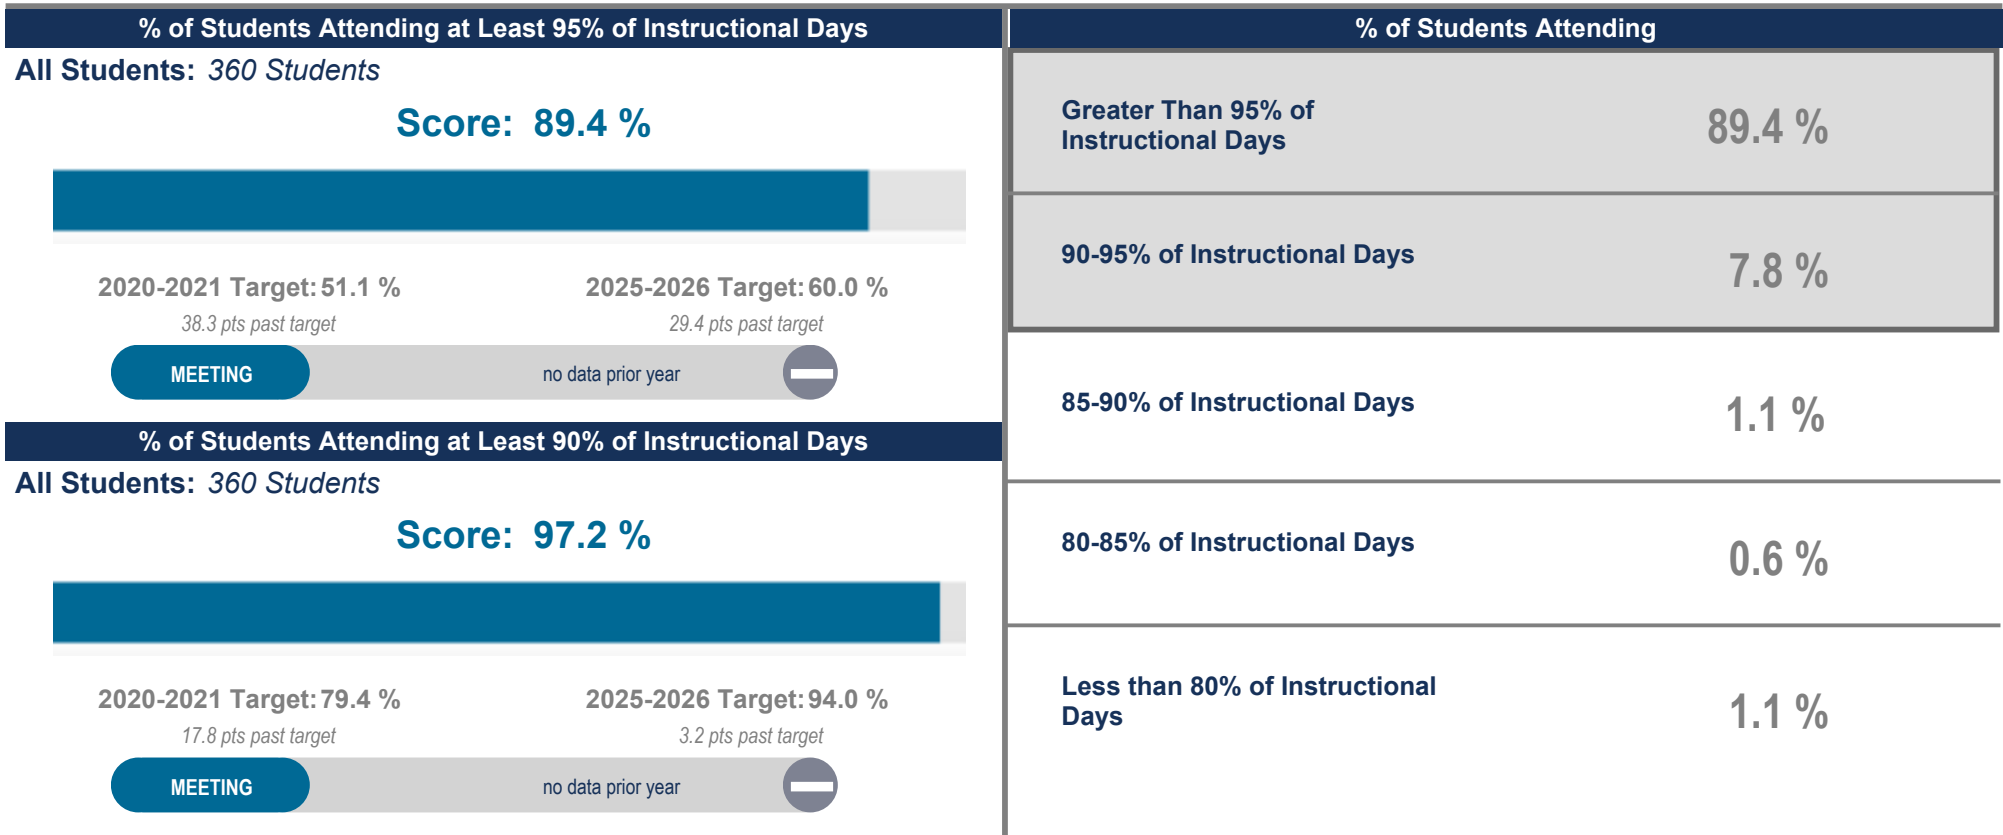 % of Students Attending at Least 95% of Instructional Days
All Students: 360 Students
Score: 89.4 %
2020-2021 Target: 51.1 %
38.3 pts past target
2025-2026 Target: 60.0 %
29.4 pts past target
MEETING
no data prior year
% of Students Attending at Least 90% of Instructional Days
All Students: 360 Students
Score: 97.2 %
2020-2021 Target: 79.4 %
17.8 pts past target
2025-2026 Target: 94.0 %
3.2 pts past target
MEETING
no data prior year
% of Students Attending
Greater Than 95% of
Instructional Days
89.4 %
90-95% of Instructional Days
7.8 %
85-90% of Instructional Days
1.1 %
80-85% of Instructional Days
0.6 %
Less than 80% of Instructional
Days
1.1 %